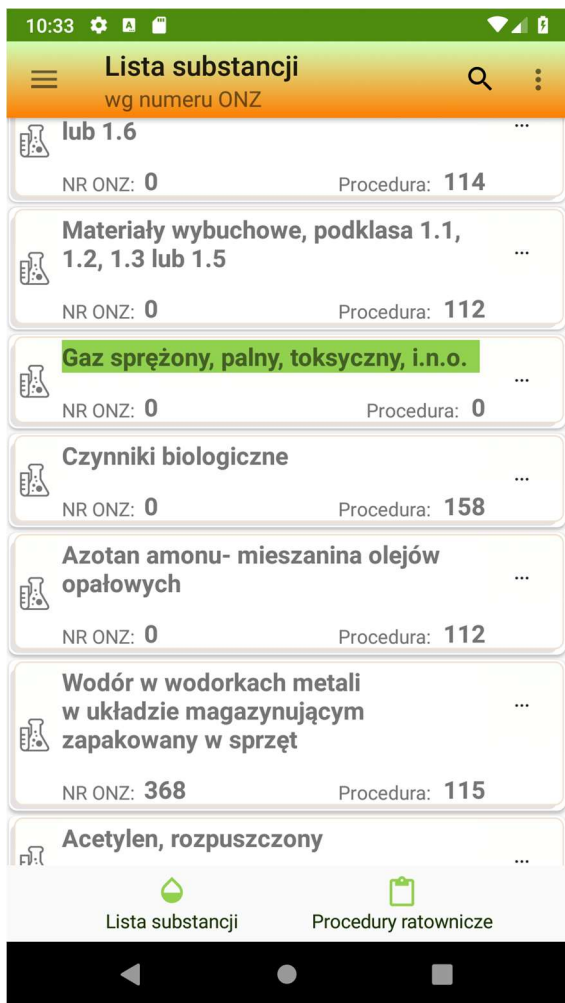 10:33
Lista substancji
wg numeru ONZ
lub 1.6
NR ONZ: 0 Procedura: 114
Materiały wybuchowe, podklasa 1.1,
1.2, 1.3 lub 1.5
NR ONZ: 0 Procedura: 112
Gaz sprężony, palny, toksyczny, i.n.o.
NR ONZ: 0 Procedura: 0
Czynniki biologiczne
NR ONZ: 0 Procedura: 158
Azotan amonu- mieszanina olejów
opałowych
NR ONZ: 0 Procedura: 112
Wodór w wodorkach metali
w układzie magazynującym
zapakowany w sprzęt
NR ONZ: 368 Procedura: 115
Acetylen, rozpuszczony
Lista substancji Procedury ratownicze